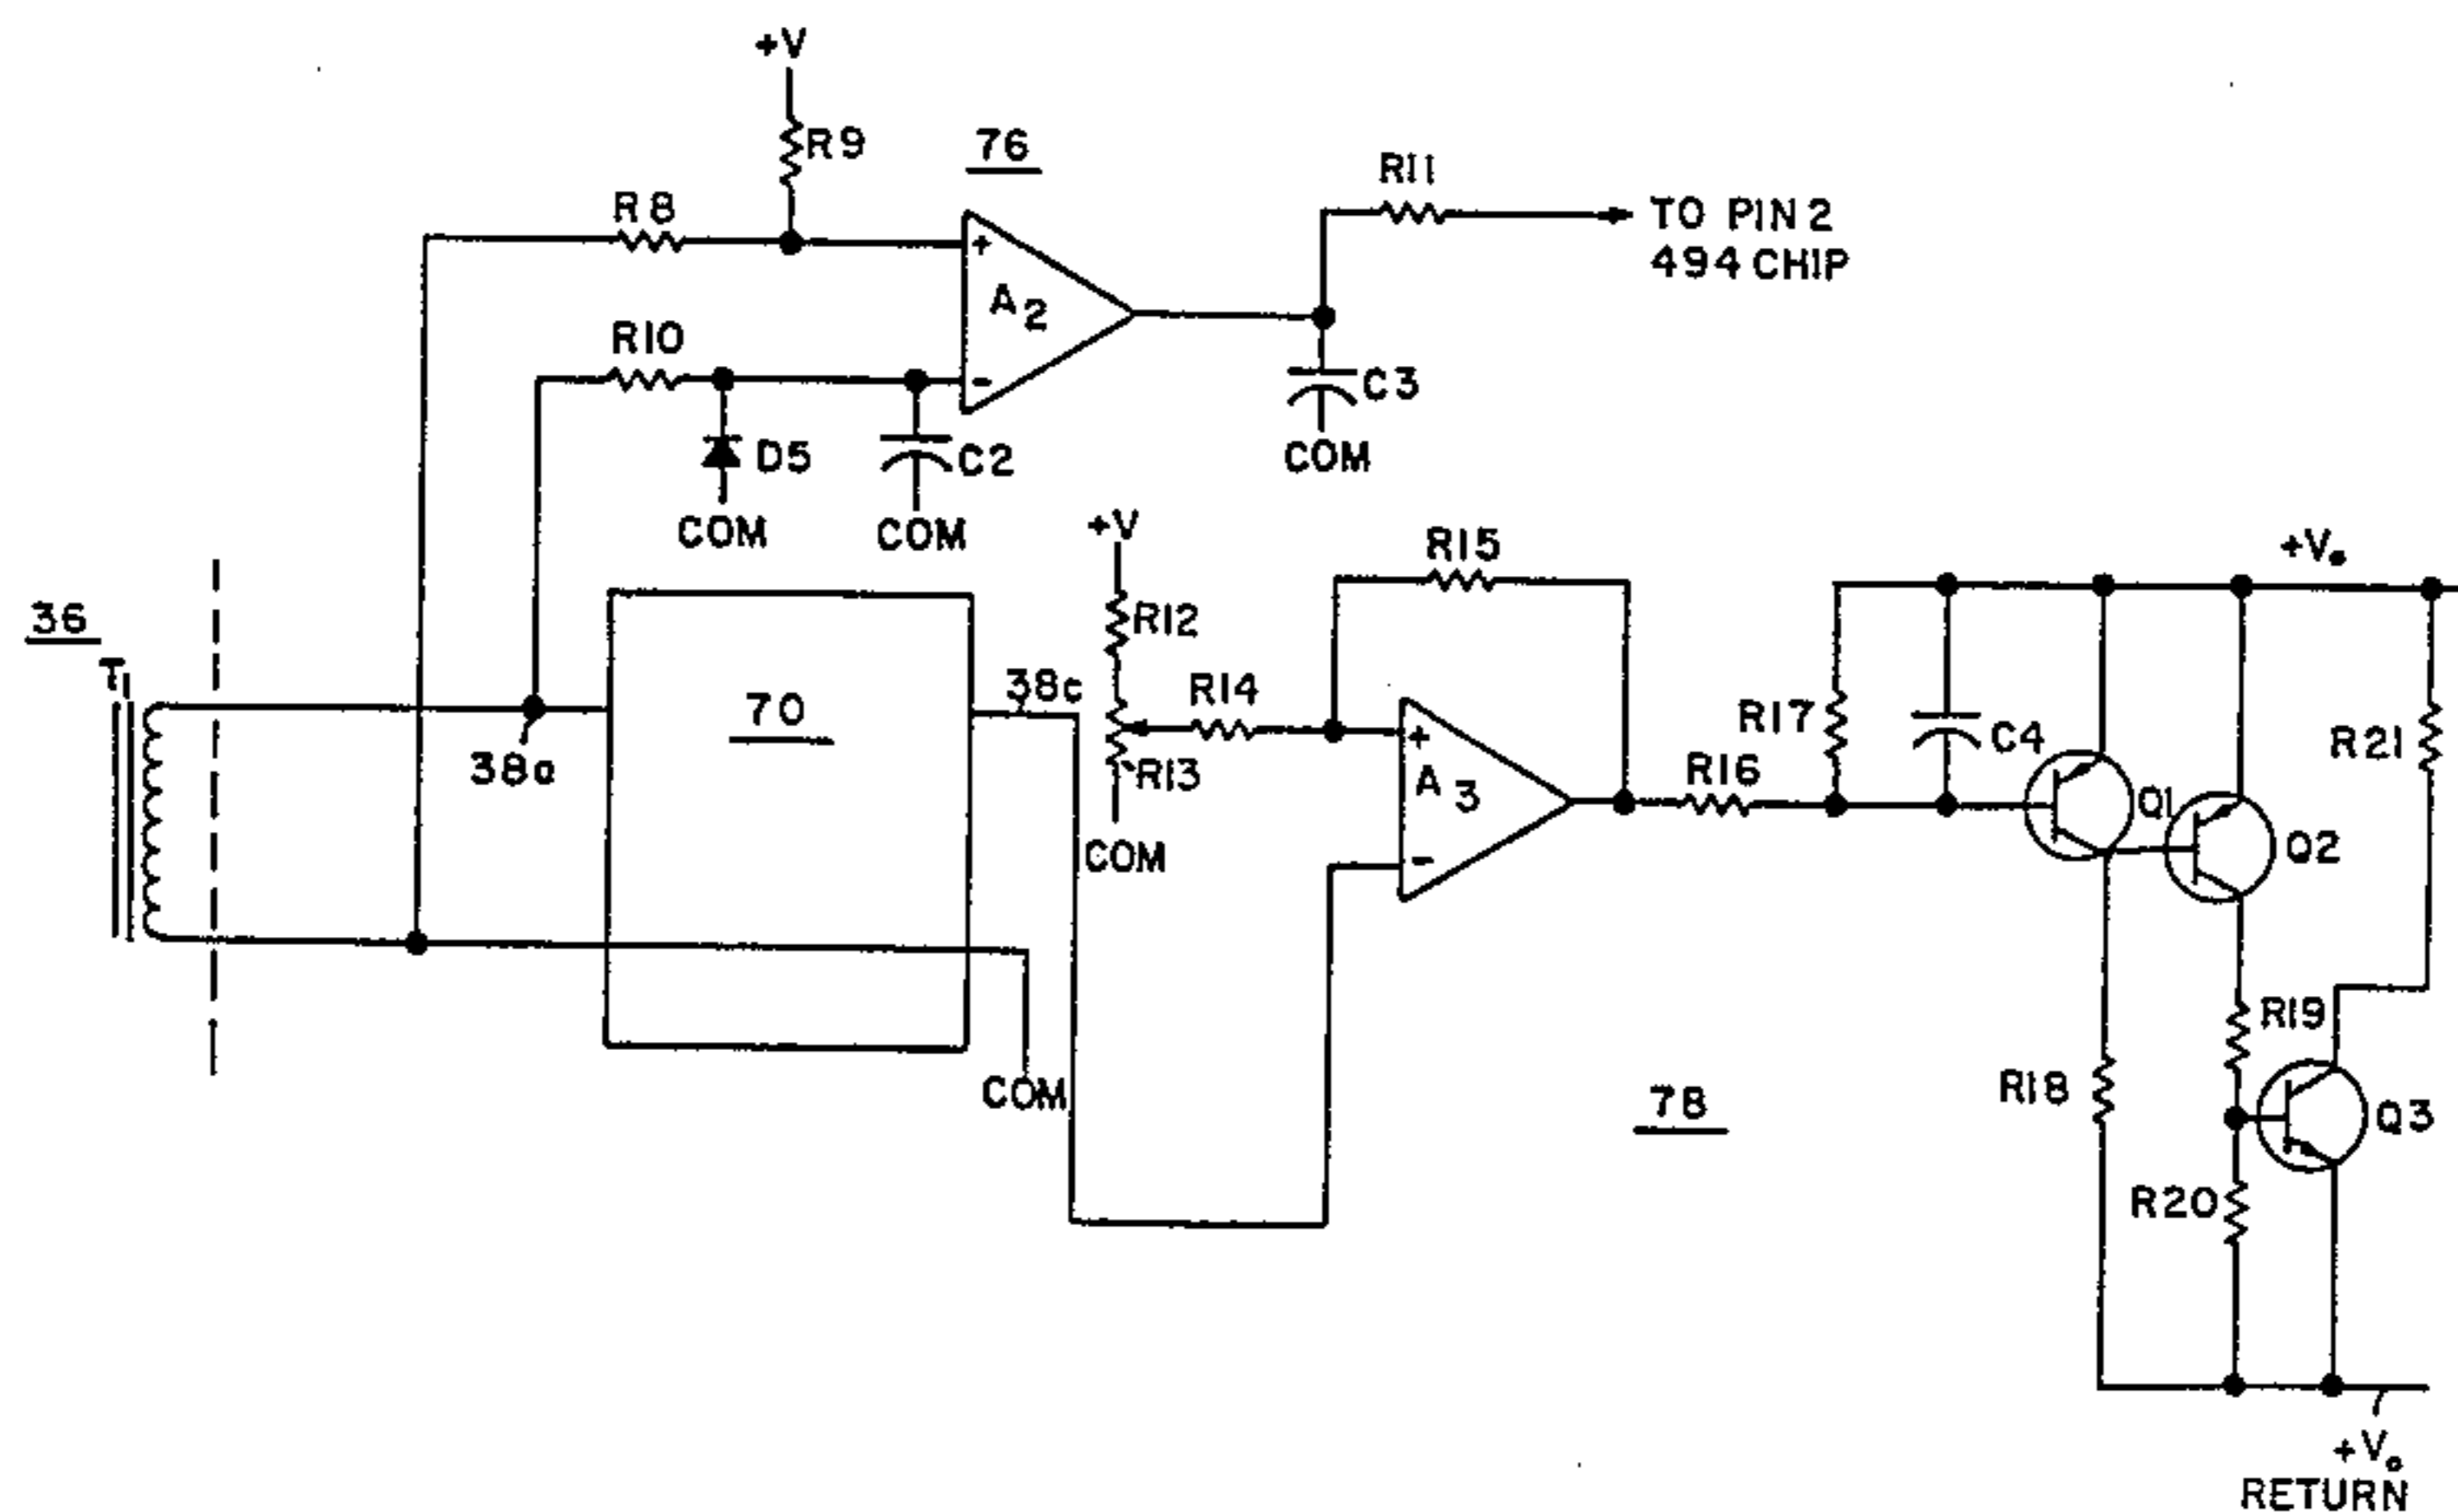 +V
R9
76
R8
R11
TO PIN 2
494 CHIP
A2
R10
C3
D5
C2
COM
COM
COM
+V
R15
+Vo
36
R12
T1
70
38c
R14
R17
C4
R21
38a
R13
R16
A3
Q1
COM
Q2
R19
COM
R18
78
Q3
R20
+Vo
RETURN